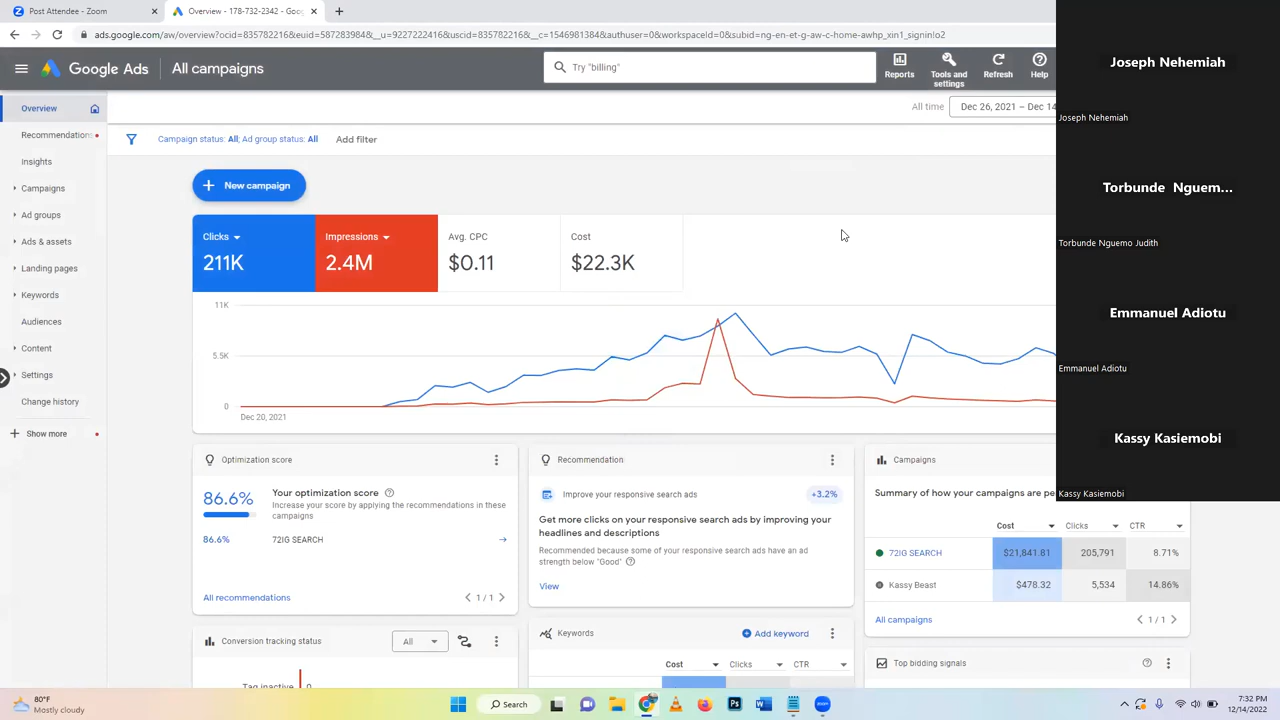 Post Attendee - Zoom
Overview - 178-732-2342 - Goog
ads.google.com/aw/overview?ocid=835782216&euid=587283984&__u=9227222416&uscid=835782216&__c=1546981384&authuser=0&workspaceId=0&subid=ng-en-et-g-aw-c-home-awhp_xin1_signin!o2
Google Ads
All campaigns
Try "billing"
Reports
Tools and
settings
Refresh
Help
Overview
Recommendations
Insights
Campaigns
Ad groups
Ads & assets
Landing pages
Keywords
Audiences
Content
Settings
Change history
Show more
All time
Dec 26, 2021 – Dec 14
Campaign status: All; Ad group status: All
Add filter
New campaign
Clicks
211K
Impressions
2.4M
Avg. CPC
$0.11
Cost
$22.3K
11K
5.5K
0
Dec 20, 2021
Optimization score
86.6%
Your optimization score
Increase your score by applying the recommendations in these
campaigns
86.6%
72IG SEARCH
All recommendations
1 / 1
Recommendation
Improve your responsive search ads
+3.2%
Get more clicks on your responsive search ads by improving your
headlines and descriptions
Recommended because some of your responsive search ads have an ad
strength below "Good"
View
Campaigns
Summary of how your campaigns are pe
Cost
Clicks
CTR
72IG SEARCH
$21,841.81
205,791
8.71%
Kassy Beast
$478.32
5,534
14.86%
All campaigns
1 / 1
Conversion tracking status
All
Tag inactive
0
Keywords
Add keyword
Cost
Clicks
CTR
Top bidding signals
Joseph Nehemiah
Joseph Nehemiah
Torbunde Nguem...
Torbunde Nguemo Judith
Emmanuel Adiotu
Emmanuel Adiotu
Kassy Kasiemobi
Kassy Kasiemobi
80°F
Mostly cloudy
Search
7:32 PM
12/14/2022